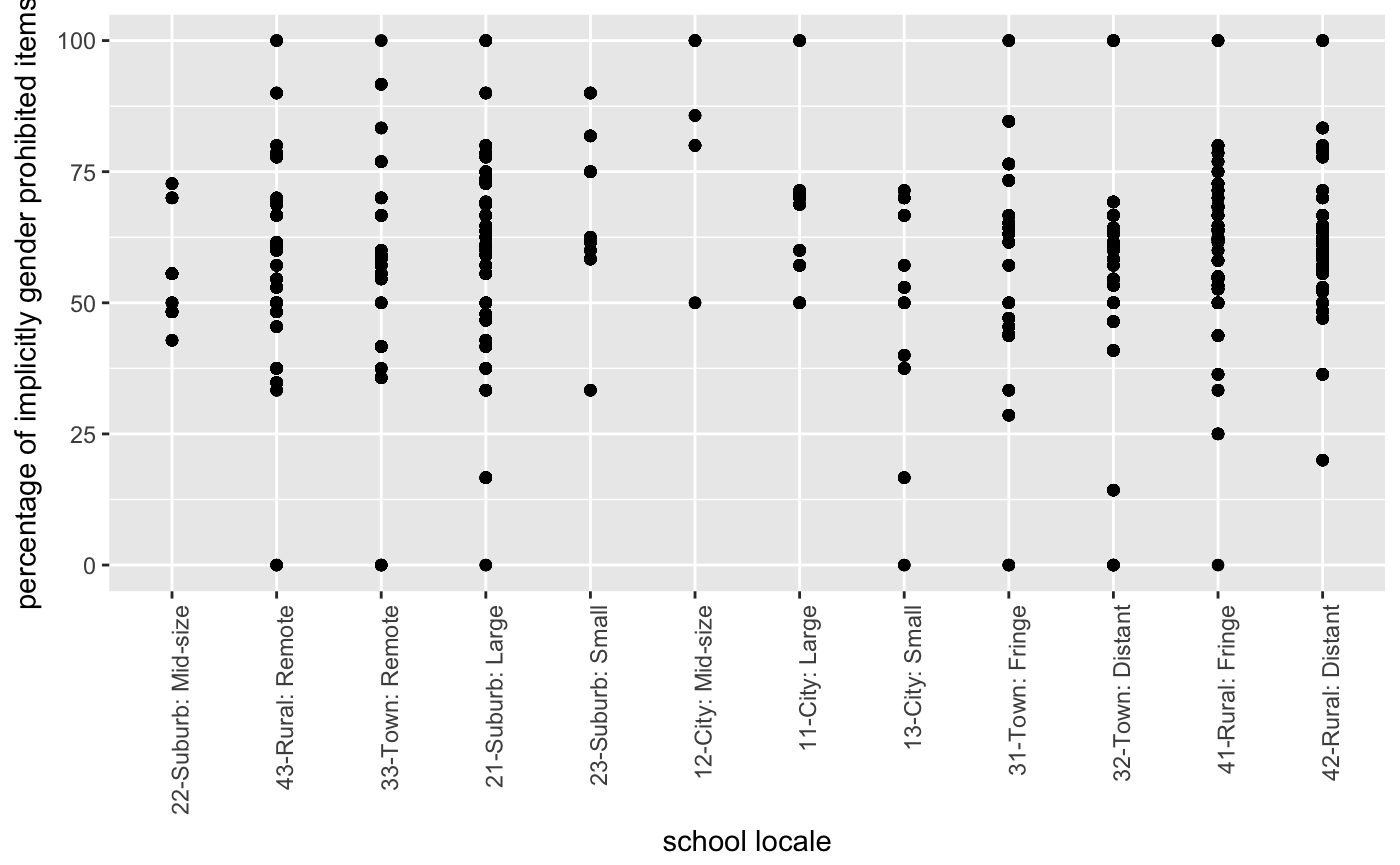 percentage of implicitly gender prohibited items
100
75
50
25
0
22-Suburb: Mid-size
43-Rural: Remote
33-Town: Remote
21-Suburb: Large
23-Suburb: Small
12-City: Mid-size
11-City: Large
13-City: Small
31-Town: Fringe
32-Town: Distant
41-Rural: Fringe
42-Rural: Distant
school locale